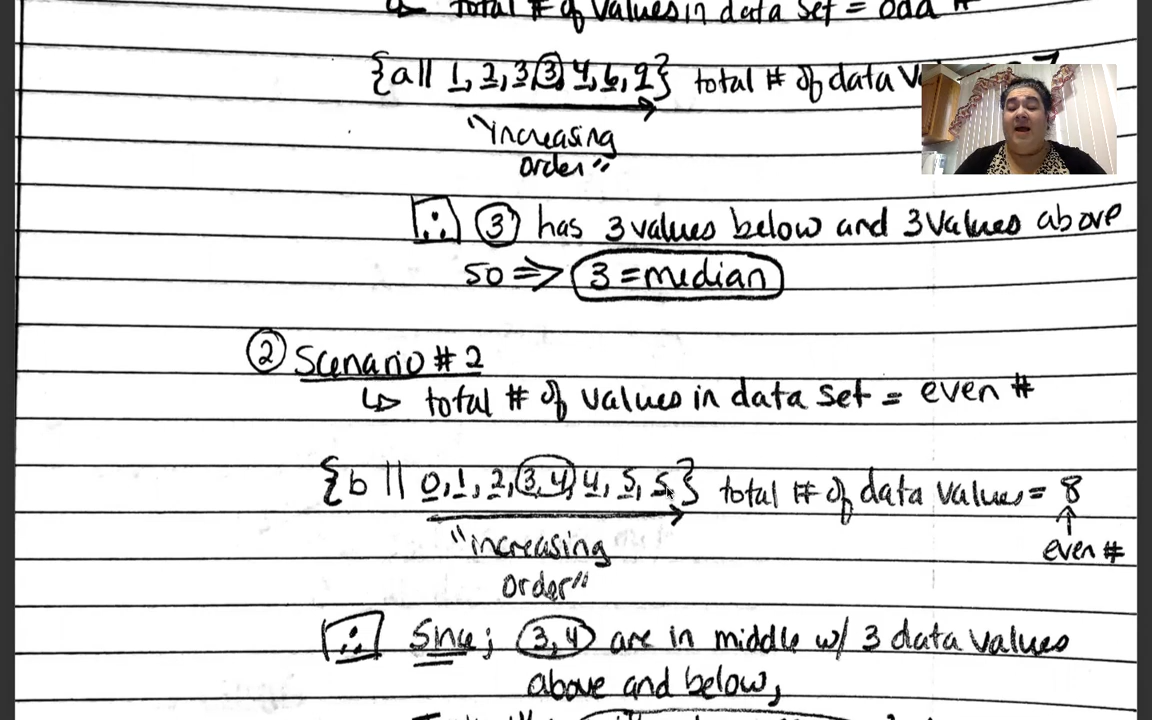 ↳ total # of values in data set = odd #
{a || 1, 2, 3, 3, 4, 6, 9} total # of data
"increasing
order"
∴ 3 has 3 values below and 3 values above
so ⇒ 3 = median
② Scenario # 2
↳ total # of values in data set = even #
{b || 0, 1, 2, 3, 4, 4, 5, 5} total # of data values = 8
↑
"increasing
even #
order"
∴ Since; 3, 4 are in middle w/ 3 data values
above and below,